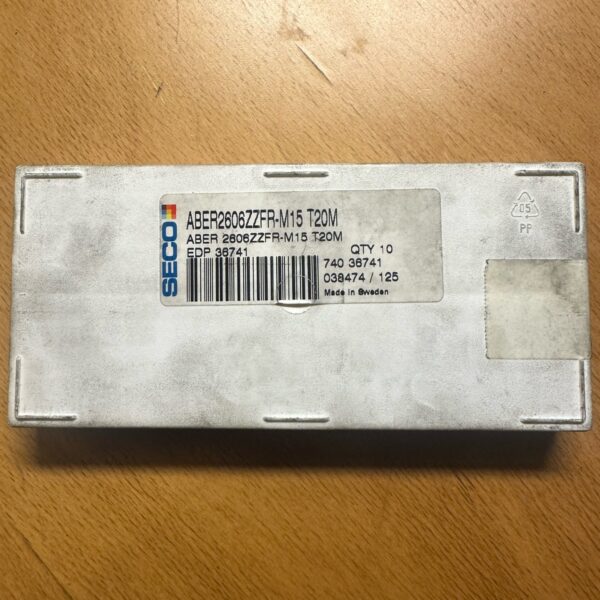 SECO
ABER2606ZZFR-M15 T20M
ABER 2606ZZFR-M15 T20M
EDP 36741
QTY 10
740 36741
038474 / 125
Made in Sweden
05
PP